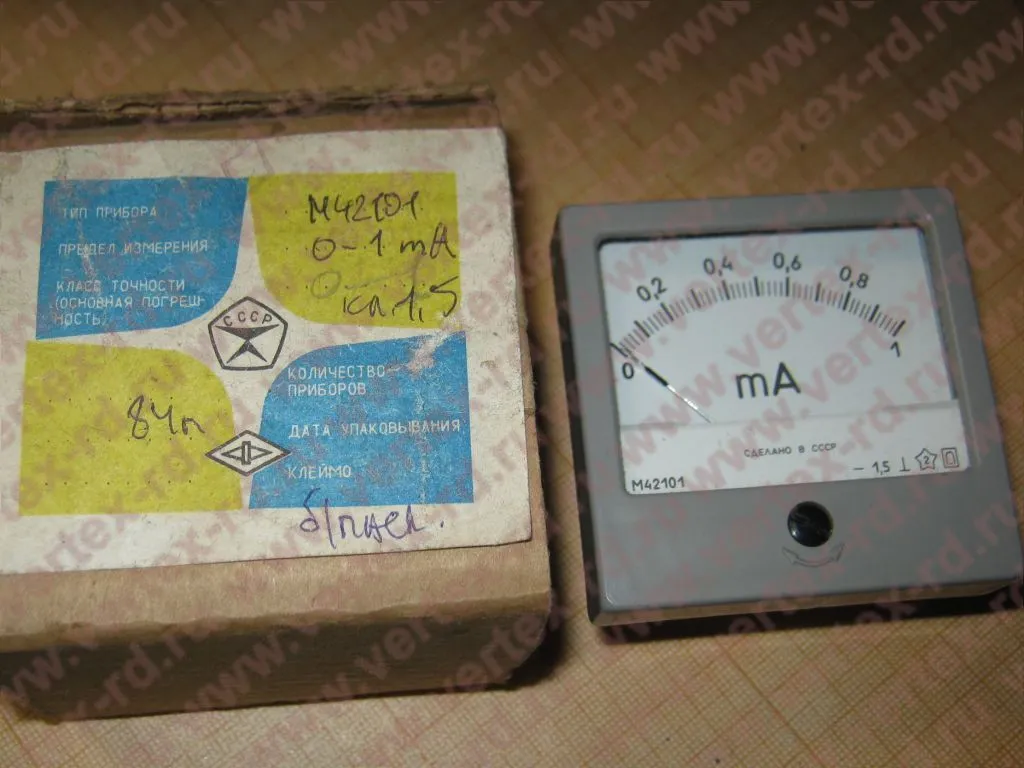 ТИП ПРИБОРА
М42101
ПРЕДЕЛ ИЗМЕРЕНИЯ
0-1 mA
КЛАСС ТОЧНОСТИ
(ОСНОВНАЯ ПОГРЕШ-
НОСТЬ)
кл. 1,5
СССР
КОЛИЧЕСТВО
ПРИБОРОВ
84г
ДАТА УПАКОВЫВАНИЯ
КЛЕЙМО
0 0,2 0,4 0,6 0,8 1
mA
СДЕЛАНО В СССР
М42101
– 1,5 ⊥ 2
www.vertex-rd.ru